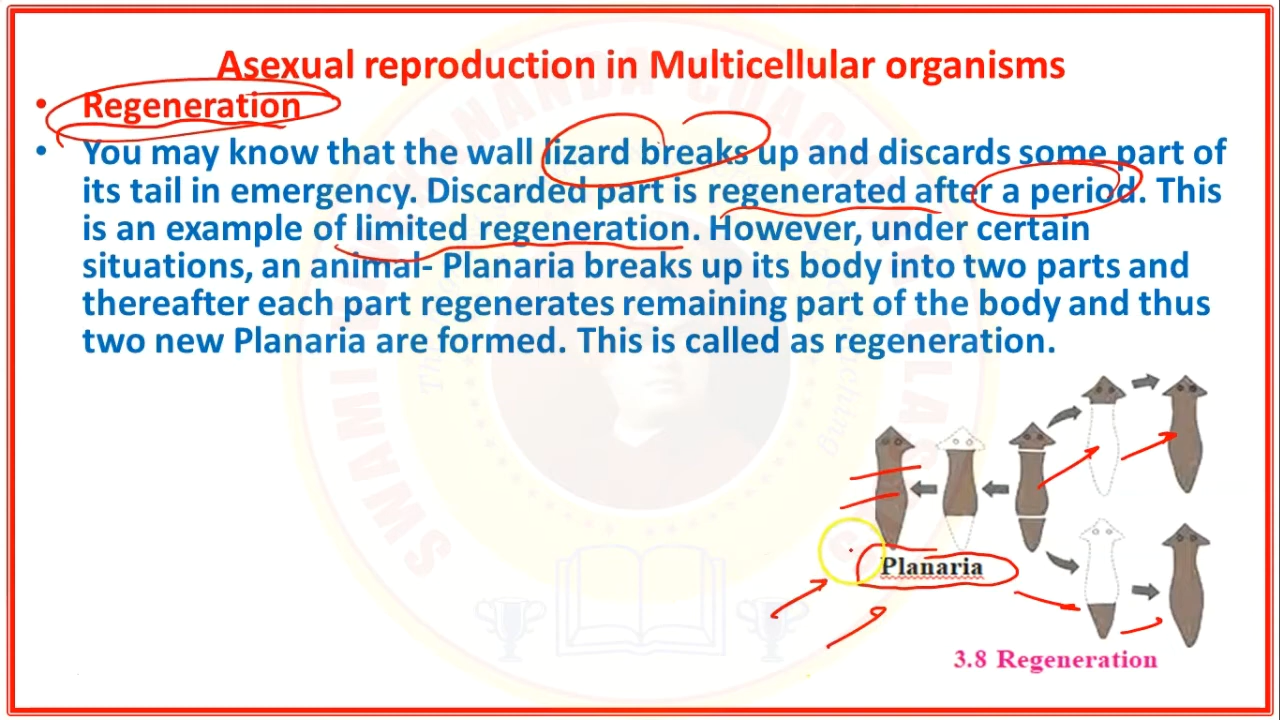 Asexual reproduction in Multicellular organisms
• Regeneration
• You may know that the wall lizard breaks up and discards some part of
its tail in emergency. Discarded part is regenerated after a period. This
is an example of limited regeneration. However, under certain
situations, an animal- Planaria breaks up its body into two parts and
thereafter each part regenerates remaining part of the body and thus
two new Planaria are formed. This is called as regeneration.
Planaria
3.8 Regeneration